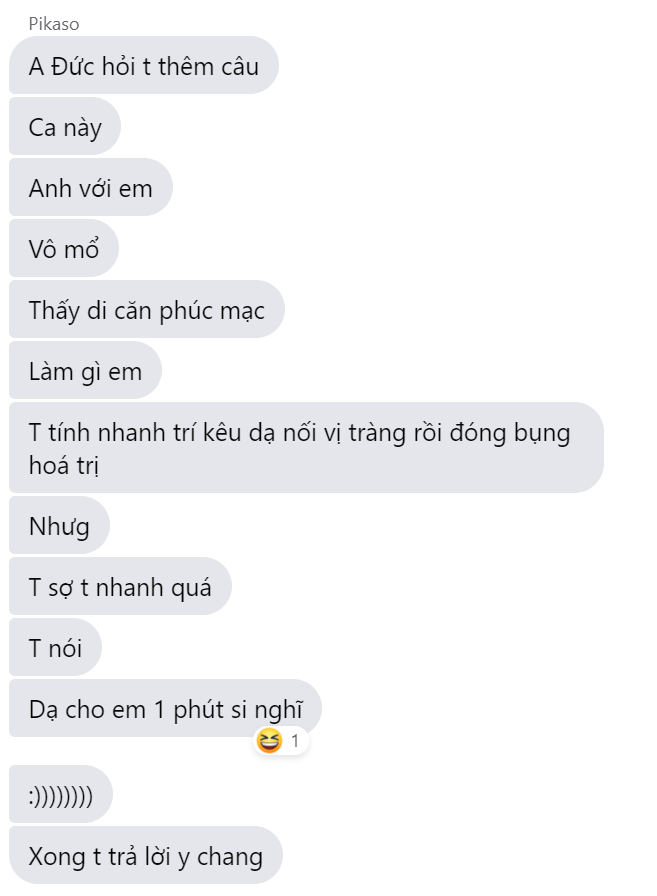 Pikaso
A Đức hỏi t thêm câu
Ca này
Anh với em
Vô mổ
Thấy di căn phúc mạc
Làm gì em
T tính nhanh trí kêu dạ nối vị tràng rồi đóng bụng
hoá trị
Nhưg
T sợ t nhanh quá
T nói
Dạ cho em 1 phút si nghĩ
1
:))))))))
Xong t trả lời y chang